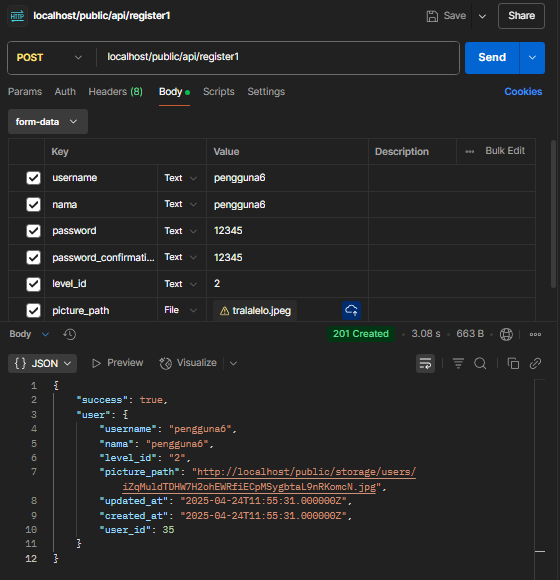 HTTP localhost/public/api/register1 Save Share
POST localhost/public/api/register1 Send
Params Auth Headers (8) Body Scripts Settings Cookies
form-data
Key Value Description ••• Bulk Edit
username Text pengguna6
nama Text pengguna6
password Text 12345
password_confirmati... Text 12345
level_id Text 2
picture_path File tralalelo.jpeg
Body 201 Created • 3.08 s • 663 B •••
{} JSON Preview Visualize
1 {
2 "success": true,
3 "user": {
4 "username": "pengguna6",
5 "nama": "pengguna6",
6 "level_id": "2",
7 "picture_path": "http://localhost/public/storage/users/
iZqMuldTDHW7H2ohEWRfiECpMSygbtaL9nRKomcN.jpg",
8 "updated_at": "2025-04-24T11:55:31.000000Z",
9 "created_at": "2025-04-24T11:55:31.000000Z",
10 "user_id": 35
11 }
12 }